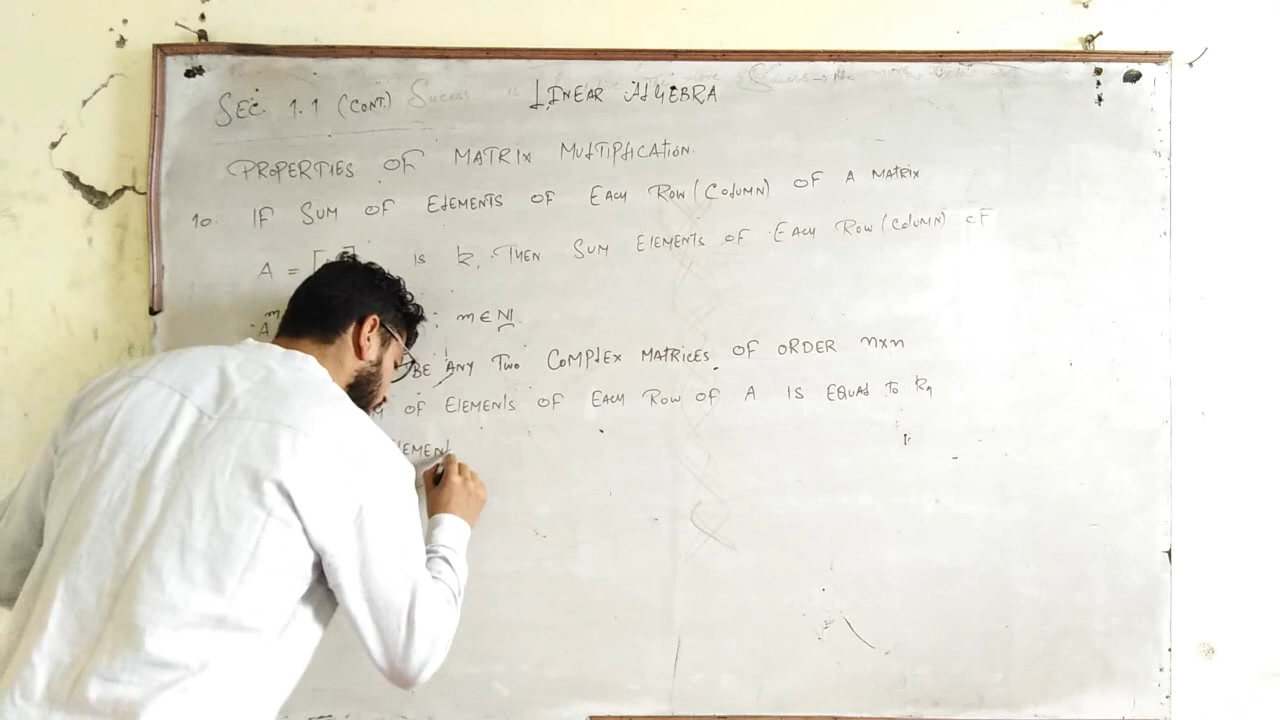 SEC. 1.1 (CONT.) LINEAR ALGEBRA
PROPERTIES OF MATRIX MULTIPLICATION.
10. IF SUM OF ELEMENTS OF EACH ROW (COLUMN) OF A MATRIX
A = [ ] IS k, THEN SUM ELEMENTS OF EACH ROW (COLUMN) OF
A^m ; m ∈ N.
BE ANY TWO COMPLEX MATRICES OF ORDER n×n
OF ELEMENTS OF EACH ROW OF A IS EQUAL TO k,
LEMENT